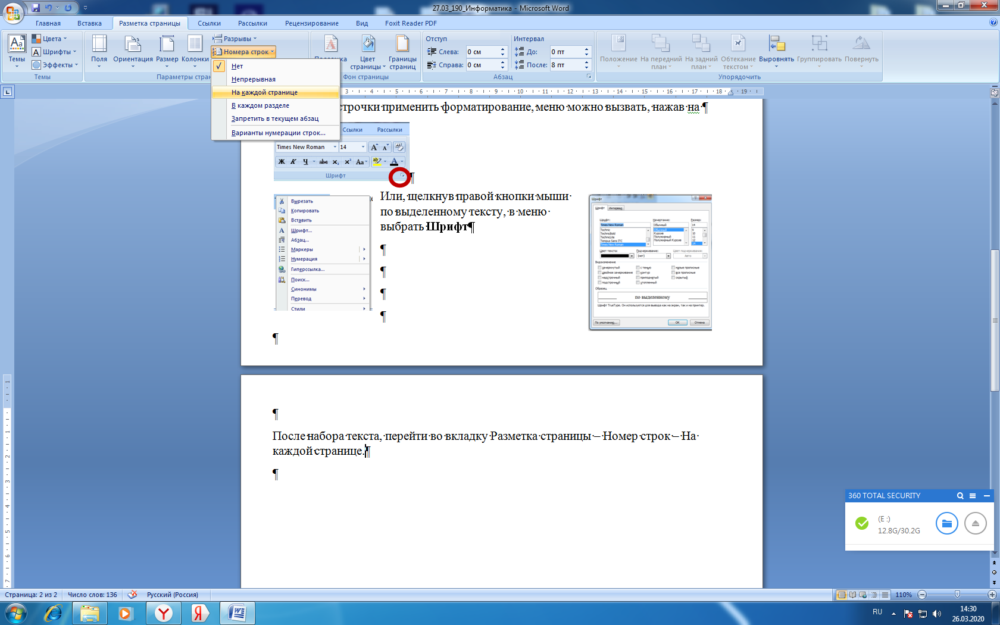 27.03_190_Информатика - Microsoft Word
Главная Вставка Разметка страницы Ссылки Рассылки Рецензирование Вид Foxit Reader PDF
Темы Цвета Шрифты Эффекты
Поля Ориентация Размер Колонки Разрывы
Номера строк
Цвет страницы Границы страниц
Отступ Интервал
Слева: 0 см До: 0 пт
Справа: 0 см После: 8 пт
Положение На передний план На задний план Обтекание текстом Выровнять Группировать Повернуть
Темы Фон страницы Абзац Упорядочить
Нет
Непрерывная
На каждой странице
В каждом разделе
Запретить в текущем абзац
Варианты нумерации строк...
3 4 5 6 7 8 9 10 11 12 13 14 15 16 17 18 19
применить форматирование, меню можно вызвать, нажав на ¶
Ссылки Рассылки
Times New Roman 14
Ж К Ч abc x₂ x² Aa ab A
Шрифт
¶
Вырезать
Копировать
Вставить
Шрифт...
Абзац...
Маркеры
Нумерация
Гиперссылка...
Поиск...
Синонимы
Перевод
Стили
Или, щелкнув правой кнопки мыши
по выделенному тексту, в меню
выбрать Шрифт¶
¶
¶
¶
¶
Шрифт
Шрифт Интервал
Шрифт: Начертание: Размер:
Times New Roman Обычный 14
Technic Обычный 9
TechnicBold Курсив 10
TechnicLite Полужирный 11
Tempus Sans ITC Полужирный Курсив 12
Times New Roman 14
Цвет текста: Подчеркивание: Цвет подчеркивания:
(нет) Авто
Видоизменение
зачеркнутый с тенью малые прописные
двойное зачеркивание контур все прописные
надстрочный приподнятый скрытый
подстрочный утопленный
Образец
по выделенному
Шрифт TrueType. Он используется для вывода как на экран, так и на принтер.
По умолчанию... ОК Отмена
¶
¶
После набора текста, перейти во вкладку Разметка страницы – Номер строк – На
каждой странице.¶
¶
360 TOTAL SECURITY
(E :)
12.8G/30.2G
Страница: 2 из 2 Число слов: 136 Русский (Россия) 110%
RU 14:30
26.03.2020